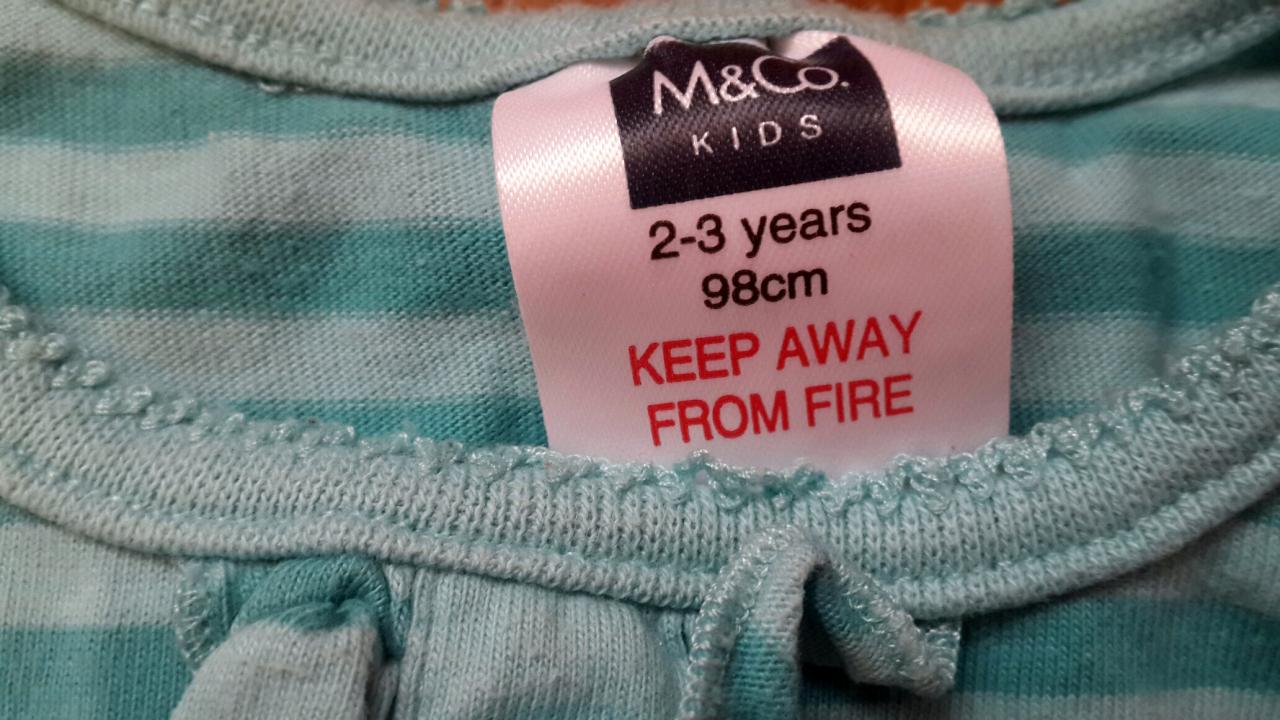 M&Co.
KIDS
2-3 years
98cm
KEEP AWAY
FROM FIRE